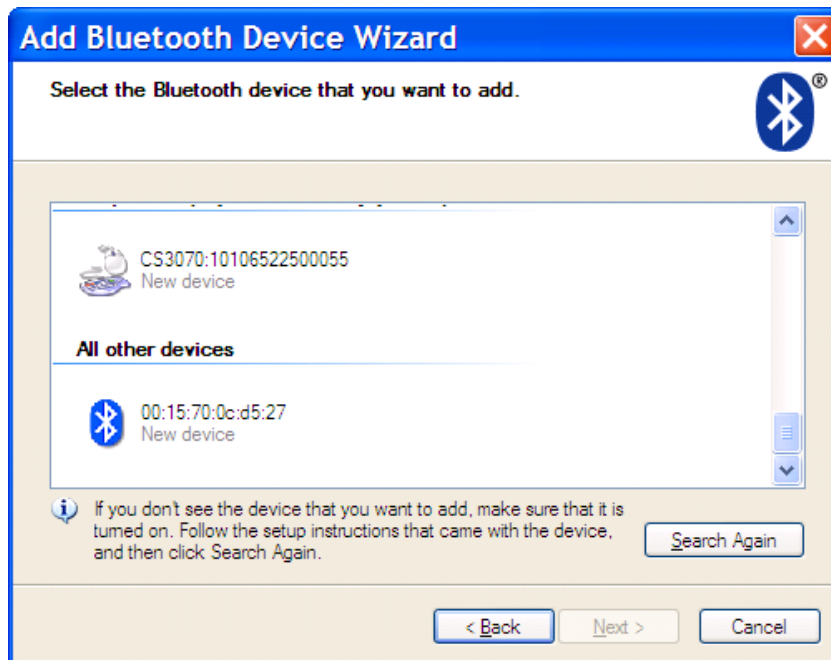 Add Bluetooth Device Wizard
Select the Bluetooth device that you want to add.
®
CS3070:10106522500055
New device
All other devices
00:15:70:0c:d5:27
New device
If you don't see the device that you want to add, make sure that it is
turned on. Follow the setup instructions that came with the device,
and then click Search Again.
Search Again
< Back
Next >
Cancel